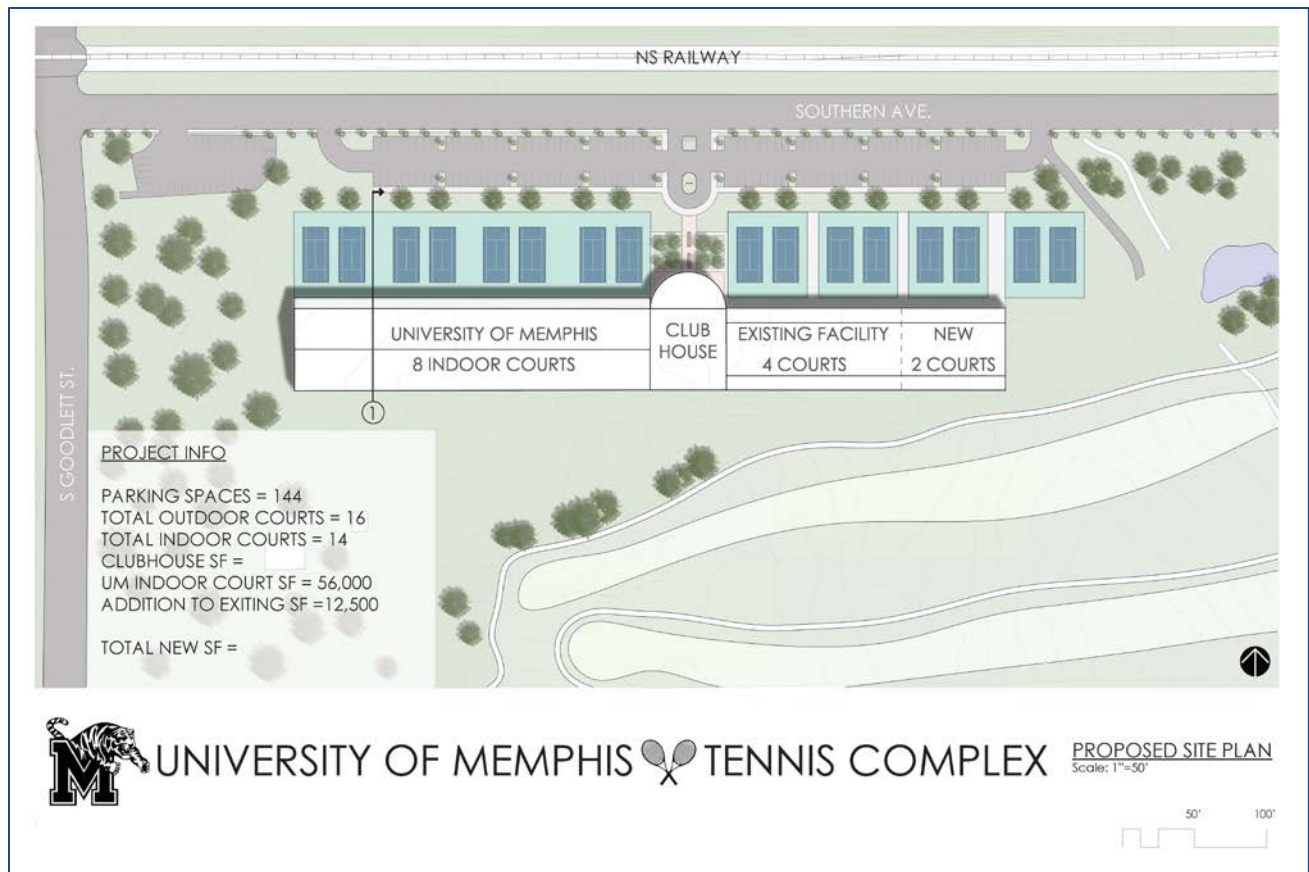 NS RAILWAY
SOUTHERN AVE.
S GOODLETT ST.
UNIVERSITY OF MEMPHIS
8 INDOOR COURTS
CLUB
HOUSE
EXISTING FACILITY
4 COURTS
NEW
2 COURTS
1
PROJECT INFO
PARKING SPACES = 144
TOTAL OUTDOOR COURTS = 16
TOTAL INDOOR COURTS = 14
CLUBHOUSE SF =
UM INDOOR COURT SF = 56,000
ADDITION TO EXITING SF =12,500
TOTAL NEW SF =
M
UNIVERSITY OF MEMPHIS TENNIS COMPLEX
PROPOSED SITE PLAN
Scale: 1"=50'
50' 100'